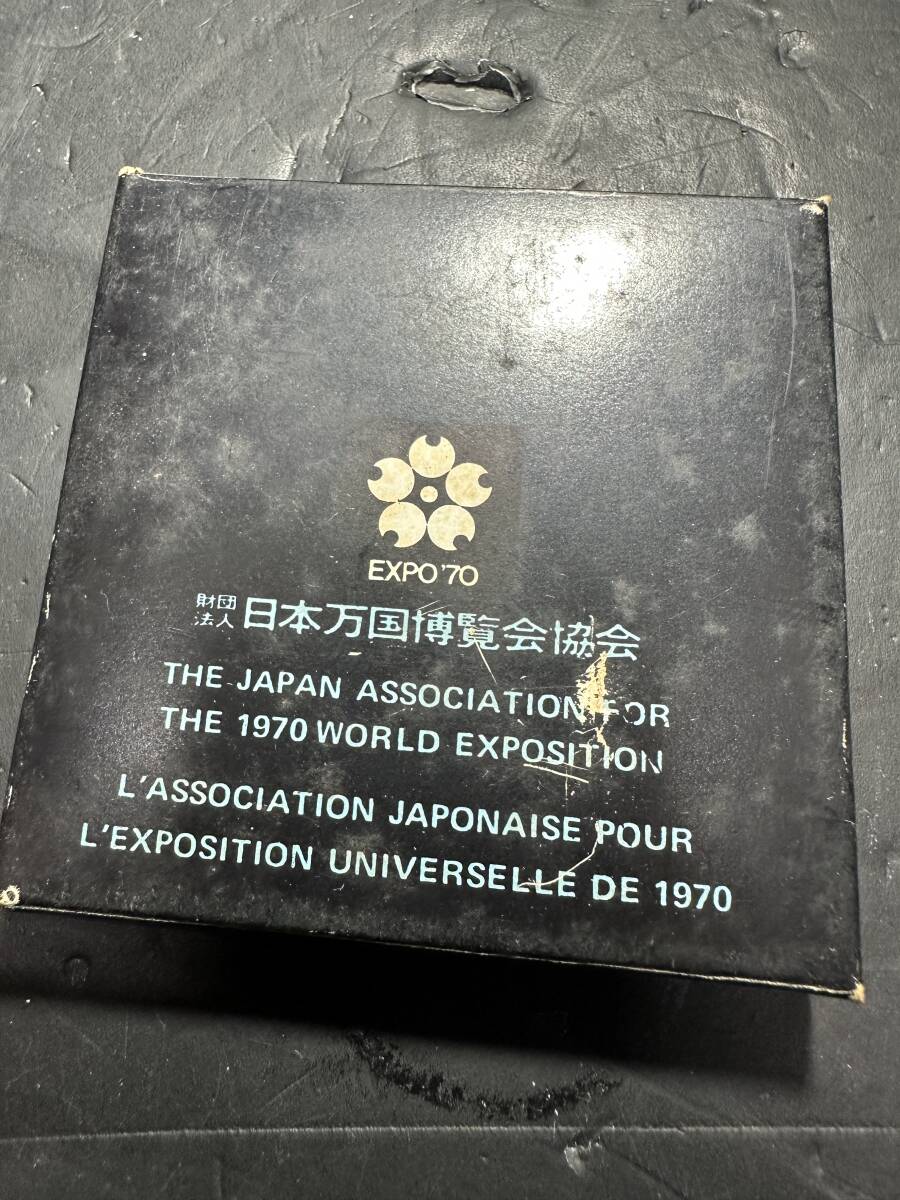 EXPO'70
財団法人 日本万国博覧会協会
THE JAPAN ASSOCIATION FOR
THE 1970 WORLD EXPOSITION
L'ASSOCIATION JAPONAISE POUR
L'EXPOSITION UNIVERSELLE DE 1970